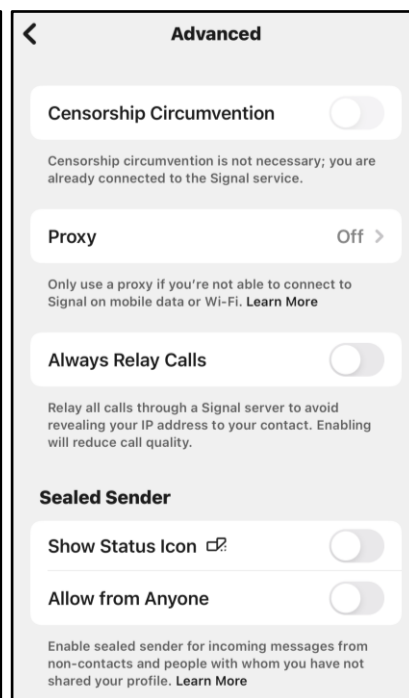 Advanced
Censorship Circumvention
Censorship circumvention is not necessary; you are
already connected to the Signal service.
Proxy Off
Only use a proxy if you're not able to connect to
Signal on mobile data or Wi-Fi. Learn More
Always Relay Calls
Relay all calls through a Signal server to avoid
revealing your IP address to your contact. Enabling
will reduce call quality.
Sealed Sender
Show Status Icon
Allow from Anyone
Enable sealed sender for incoming messages from
non-contacts and people with whom you have not
shared your profile. Learn More